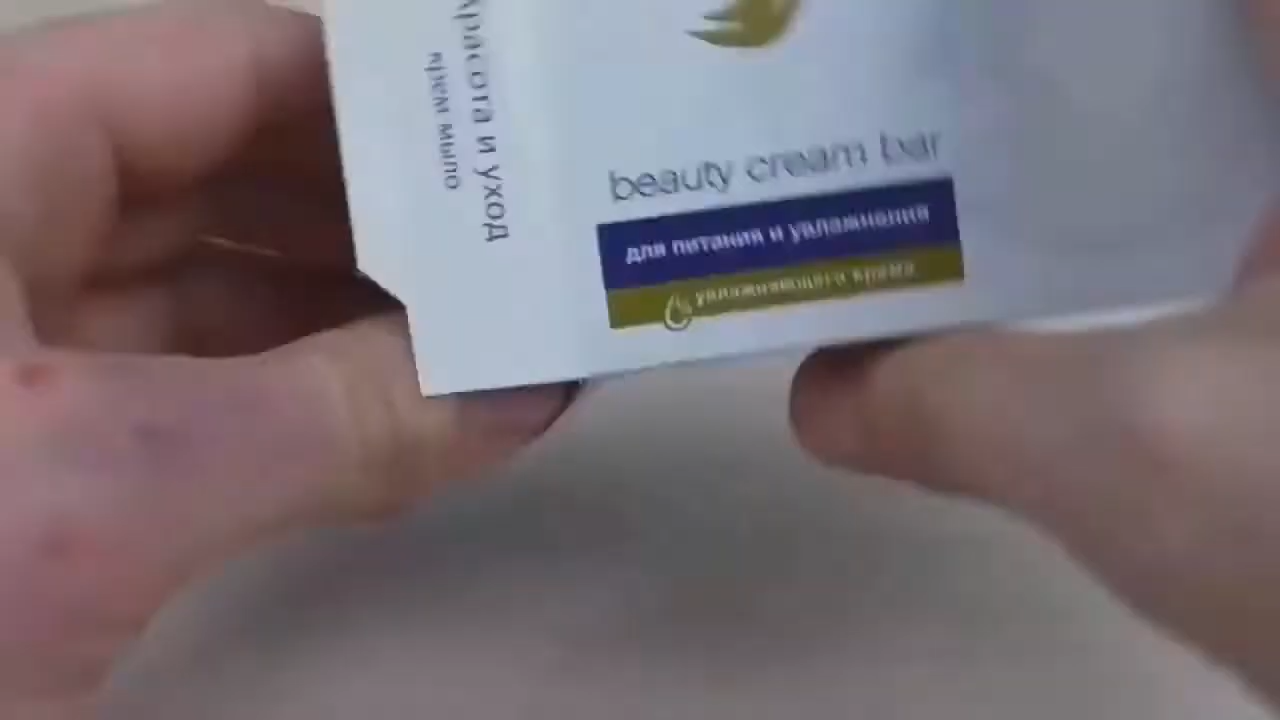 красота и уход
крем мыло
beauty cream bar
для питания и увлажнения
увлажняющего крема